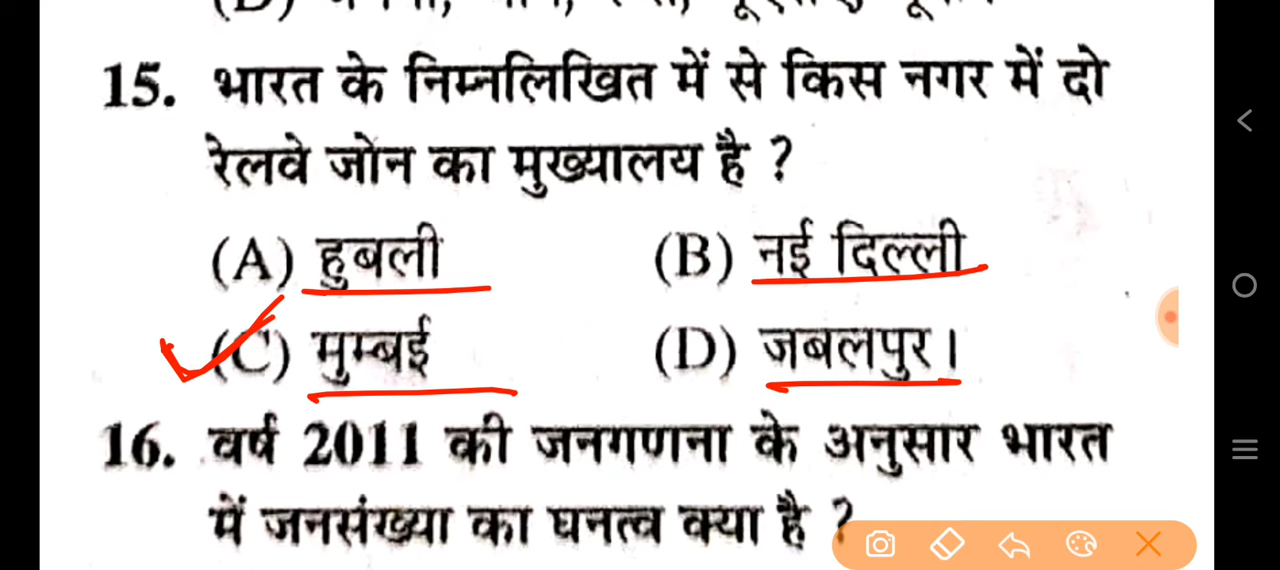 15. भारत के निम्नलिखित में से किस नगर में दो
रेलवे जोन का मुख्यालय है ?
(A) हुबली (B) नई दिल्ली
(C) मुम्बई (D) जबलपुर।
16. वर्ष 2011 की जनगणना के अनुसार भारत
में जनसंख्या का घनत्व क्या है ?